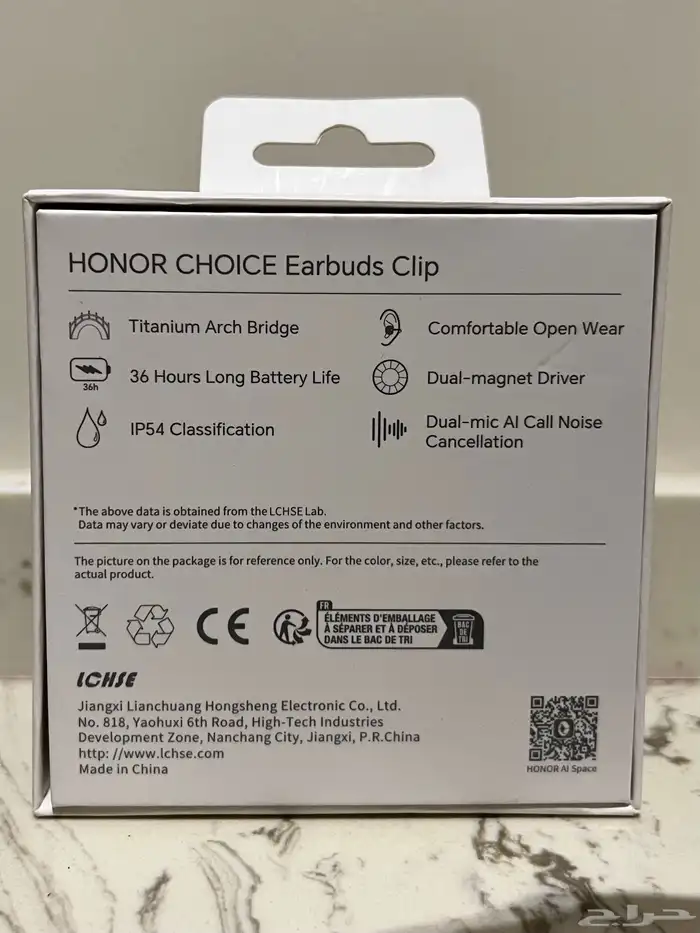 HONOR CHOICE Earbuds Clip
Titanium Arch Bridge
Comfortable Open Wear
36h
36 Hours Long Battery Life
Dual-magnet Driver
IP54 Classification
Dual-mic AI Call Noise
Cancellation
*The above data is obtained from the LCHSE Lab.
Data may vary or deviate due to changes of the environment and other factors.
The picture on the package is for reference only. For the color, size, etc., please refer to the
actual product.
CE
FR
ÉLÉMENTS D'EMBALLAGE
À SÉPARER ET À DÉPOSER
DANS LE BAC DE TRI
BAC
DE
TRI
LCHSE
Jiangxi Lianchuang Hongsheng Electronic Co., Ltd.
No. 818, Yaohuxi 6th Road, High-Tech Industries
Development Zone, Nanchang City, Jiangxi, P.R.China
http: //www.lchse.com
Made in China
HONOR AI Space
حراج